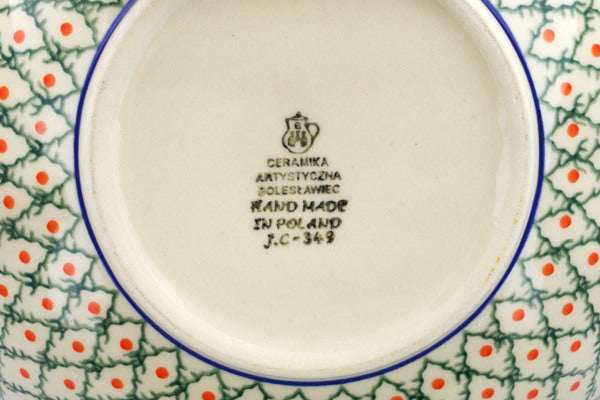 B
CERAMIKA
ARTYSTYCZNA
BOLESŁAWIEC
HAND MADE
IN POLAND
J.C-349